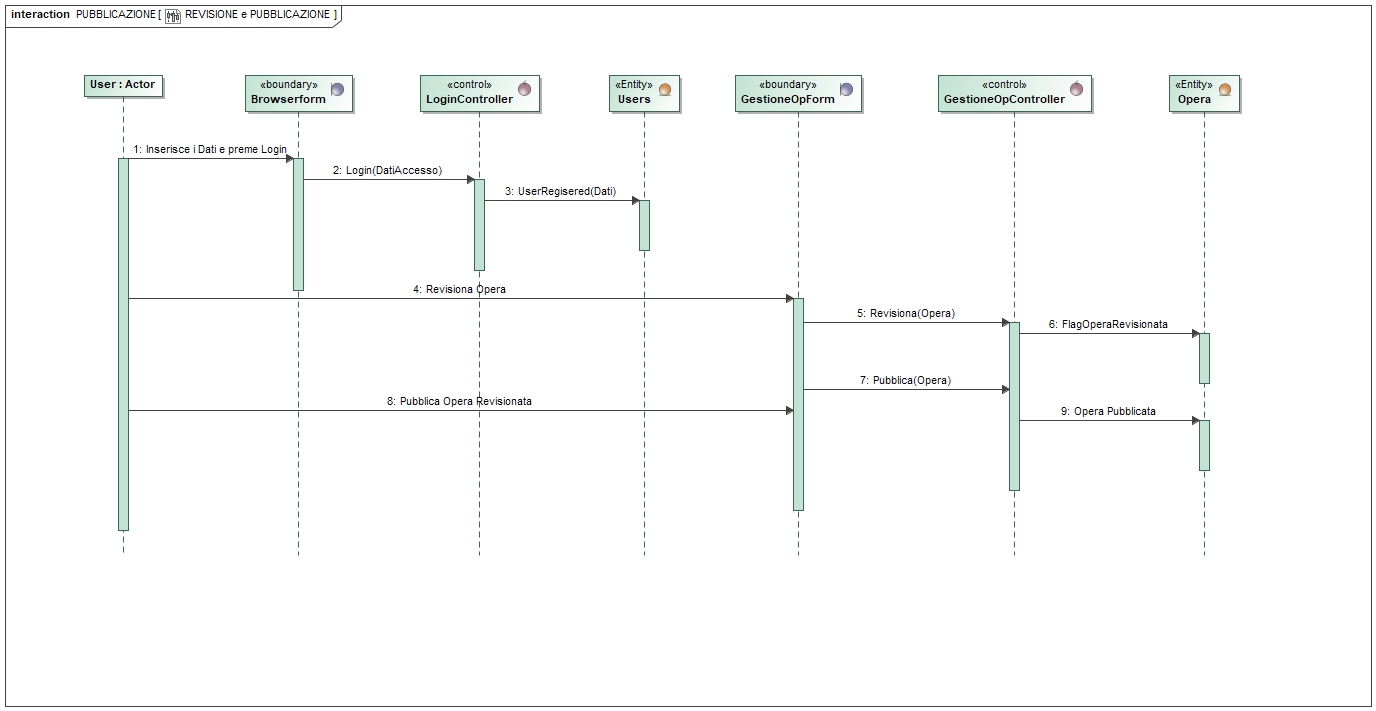 interaction PUBBLICAZIONE [ REVISIONE e PUBBLICAZIONE ]
User : Actor
«boundary»
Browserform
«control»
LoginController
«Entity»
Users
«boundary»
GestioneOpForm
«control»
GestioneOpController
«Entity»
Opera
1: Inserisce i Dati e preme Login
2: Login(DatiAccesso)
3: UserRegisered(Dati)
4: Revisiona Opera
5: Revisiona(Opera)
6: FlagOperaRevisionata
7: Pubblica(Opera)
8: Pubblica Opera Revisionata
9: Opera Pubblicata